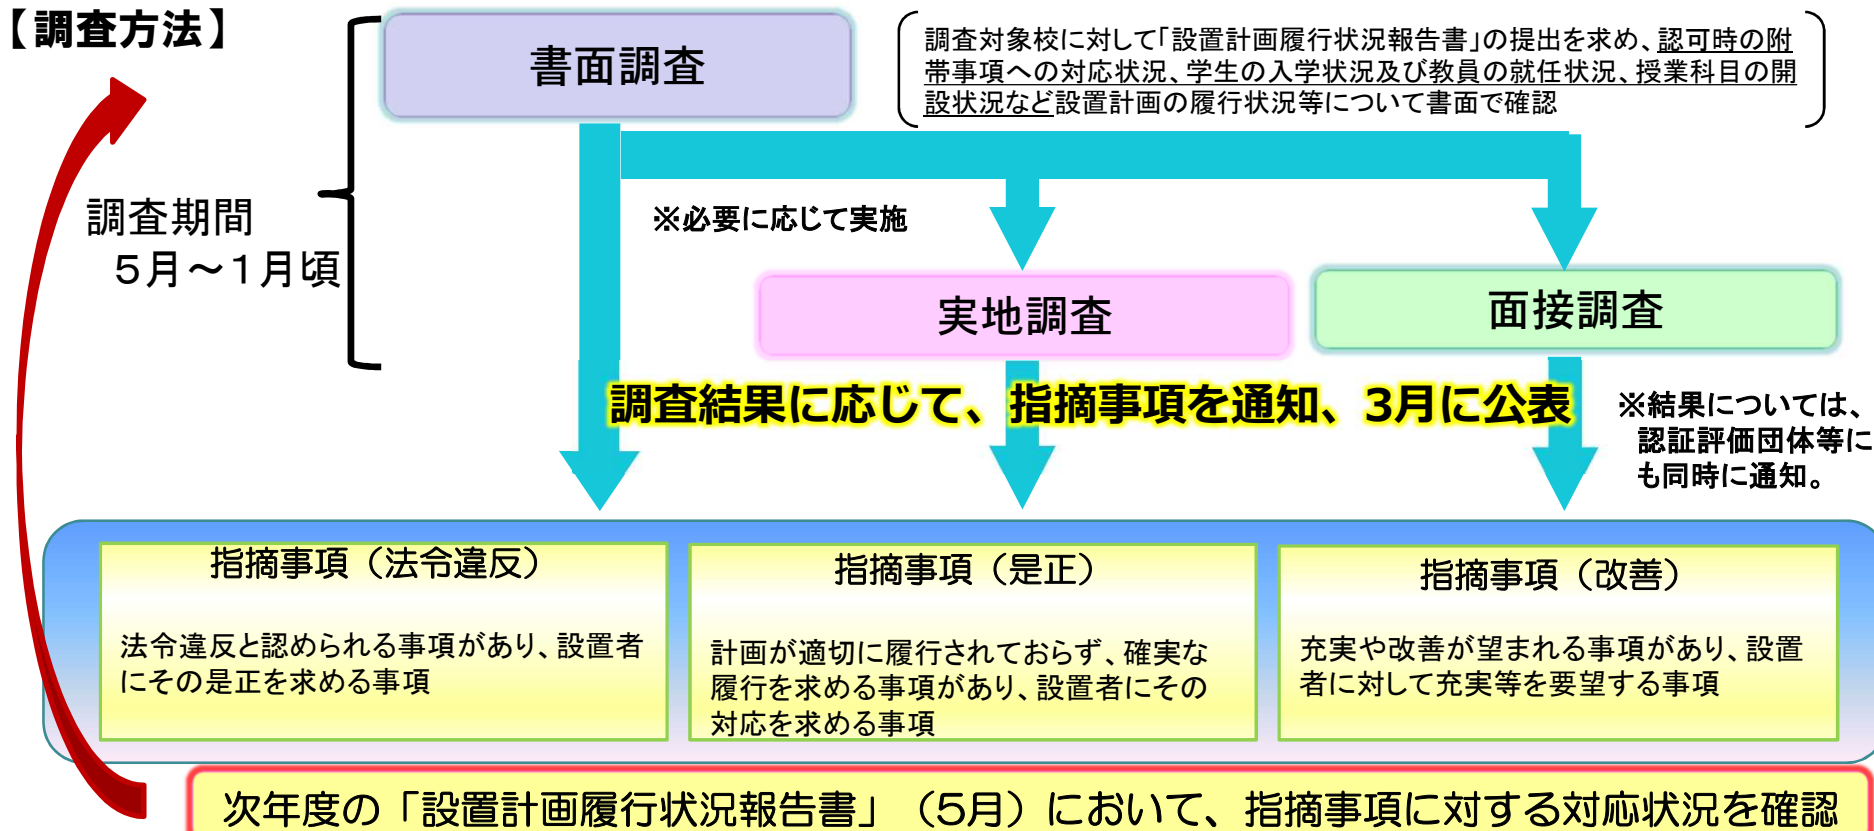 【調査方法】
書面調査
調査対象校に対して「設置計画履行状況報告書」の提出を求め、認可時の附
帯事項への対応状況、学生の入学状況及び教員の就任状況、授業科目の開
設状況など設置計画の履行状況等について書面で確認
調査期間
５月～１月頃
※必要に応じて実施
実地調査
面接調査
調査結果に応じて、指摘事項を通知、3月に公表
※結果については、
認証評価団体等に
も同時に通知。
指摘事項（法令違反）
法令違反と認められる事項があり、設置者
にその是正を求める事項
指摘事項（是正）
計画が適切に履行されておらず、確実な
履行を求める事項があり、設置者にその
対応を求める事項
指摘事項（改善）
充実や改善が望まれる事項があり、設置
者に対して充実等を要望する事項
次年度の「設置計画履行状況報告書」（5月）において、指摘事項に対する対応状況を確認